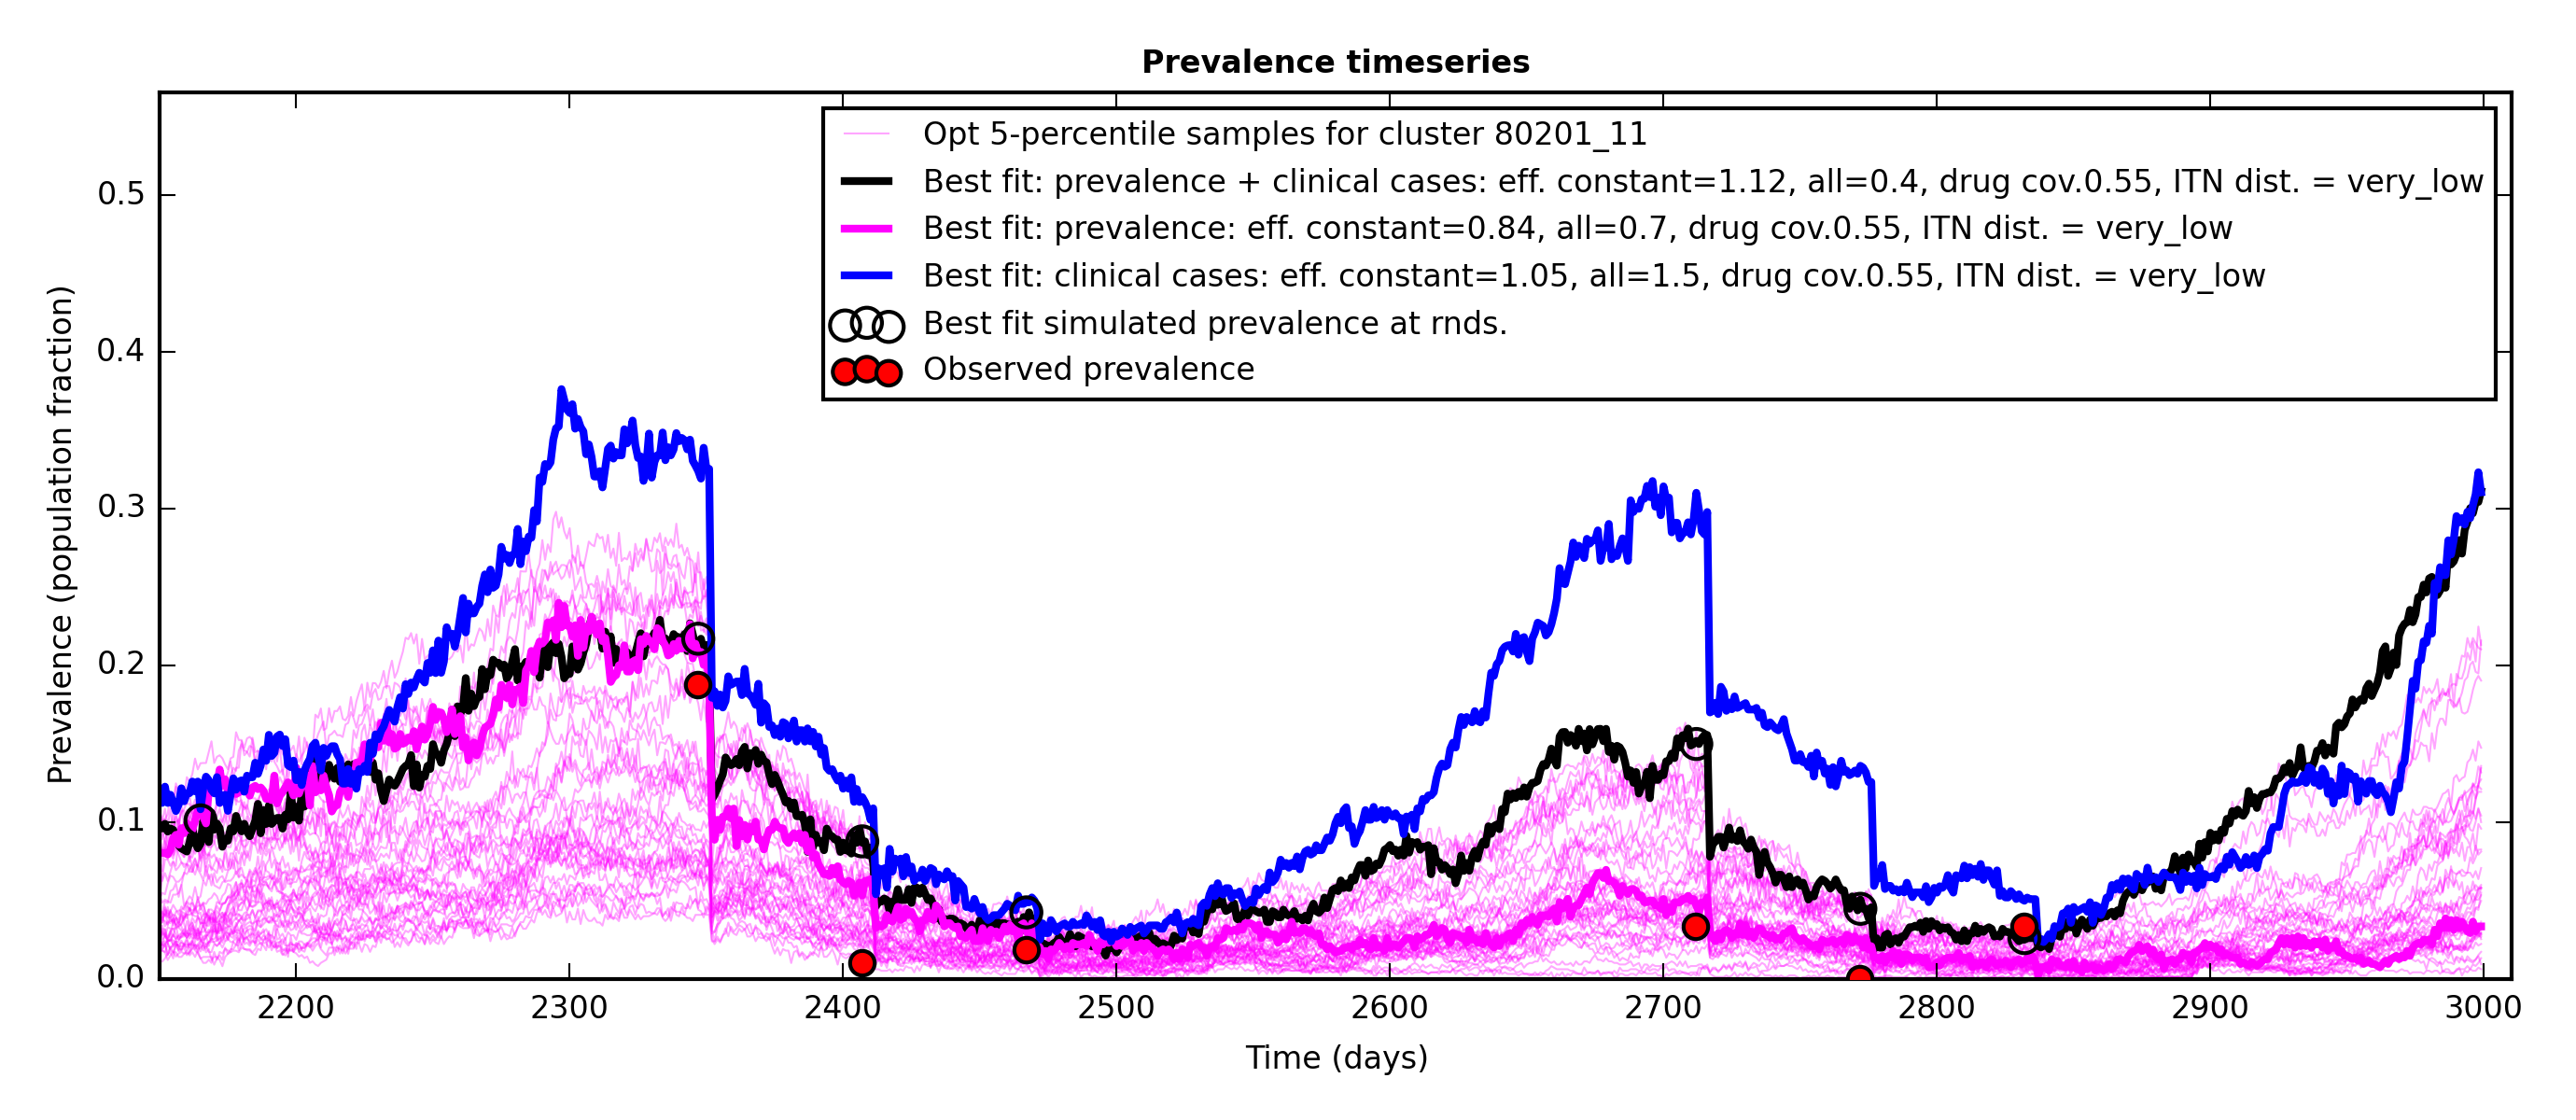 Prevalence timeseries
Opt 5-percentile samples for cluster 80201_11
Best fit: prevalence + clinical cases: eff. constant=1.12, all=0.4, drug cov.0.55, ITN dist. = very_low
Best fit: prevalence: eff. constant=0.84, all=0.7, drug cov.0.55, ITN dist. = very_low
Best fit: clinical cases: eff. constant=1.05, all=1.5, drug cov.0.55, ITN dist. = very_low
Best fit simulated prevalence at rnds.
Observed prevalence
Prevalence (population fraction)
0.5
0.4
0.3
0.2
0.1
0.0
2200 2300 2400 2500 2600 2700 2800 2900 3000
Time (days)